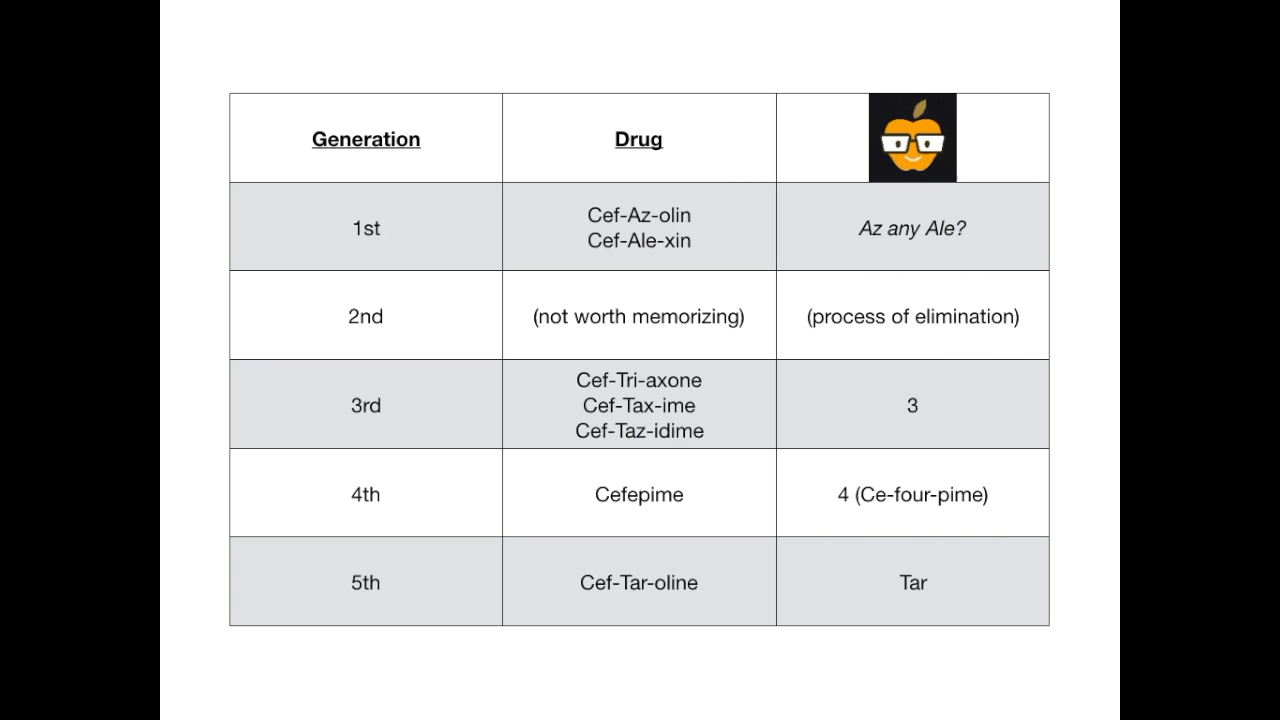 Generation
Drug
1st
Cef-Az-olin
Cef-Ale-xin
Az any Ale?
2nd
(not worth memorizing)
(process of elimination)
3rd
Cef-Tri-axone
Cef-Tax-ime
Cef-Taz-idime
3
4th
Cefepime
4 (Ce-four-pime)
5th
Cef-Tar-oline
Tar